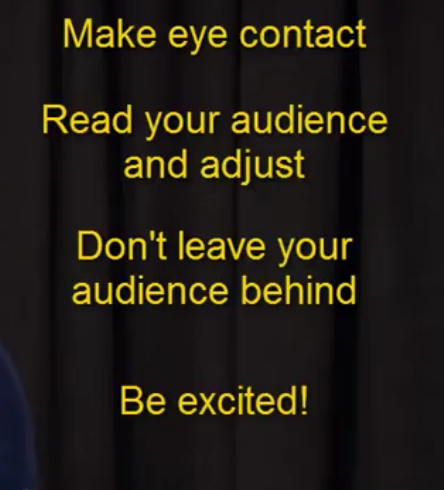 Make eye contact
Read your audience
and adjust
Don't leave your
audience behind
Be excited!